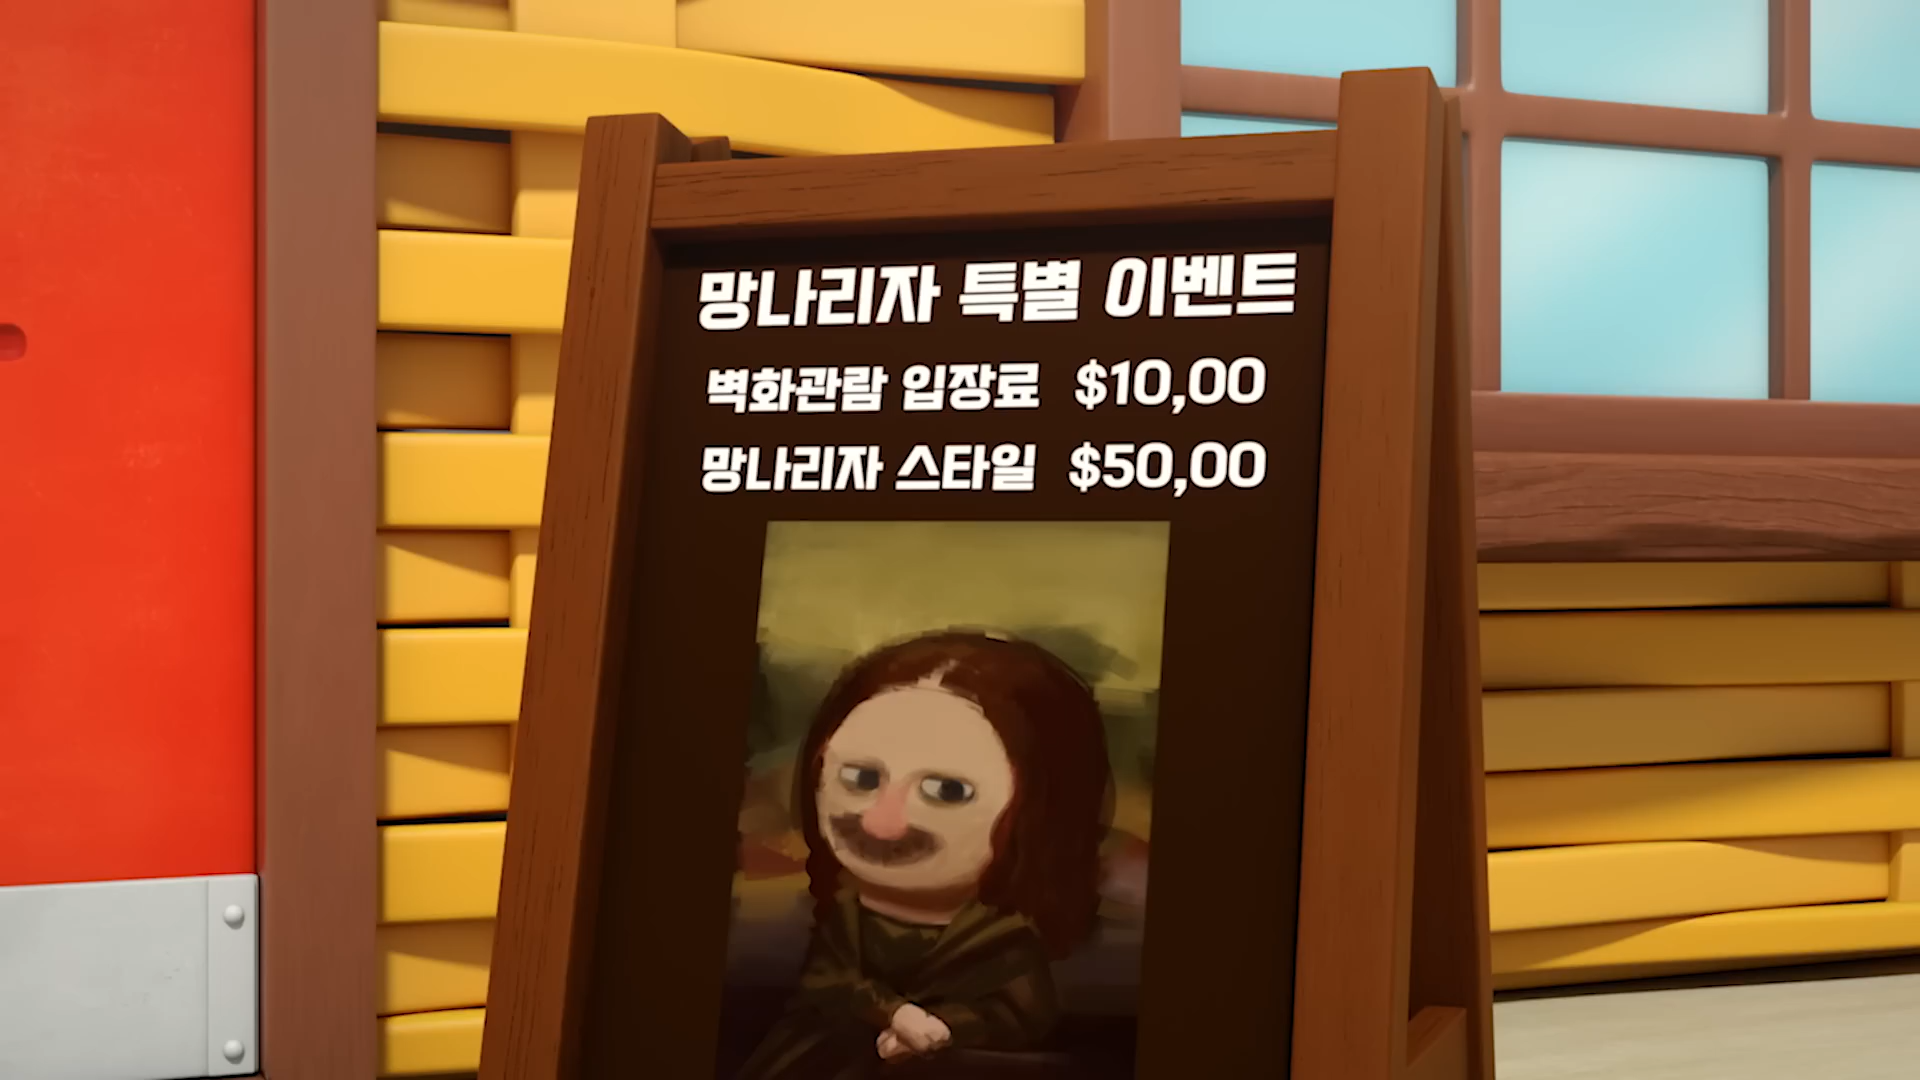 망나리자 특별 이벤트
벽화관람 입장료 $10,00
망나리자 스타일 $50,00